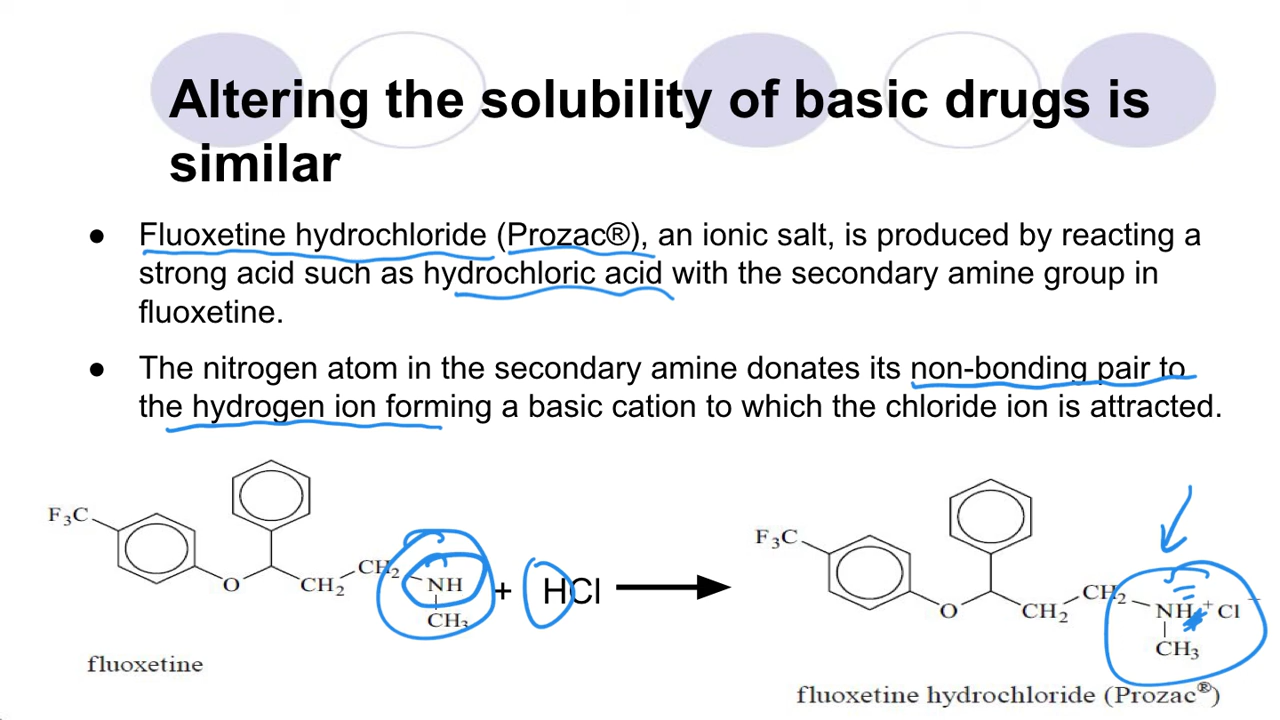 Altering the solubility of basic drugs is
similar
● Fluoxetine hydrochloride (Prozac®), an ionic salt, is produced by reacting a
strong acid such as hydrochloric acid with the secondary amine group in
fluoxetine.
● The nitrogen atom in the secondary amine donates its non-bonding pair to
the hydrogen ion forming a basic cation to which the chloride ion is attracted.
F₃C O CH₂ CH₂ NH CH₃ + HCl
F₃C O CH₂ CH₂ NH⁺ Cl⁻ CH₃
fluoxetine
fluoxetine hydrochloride (Prozac®)